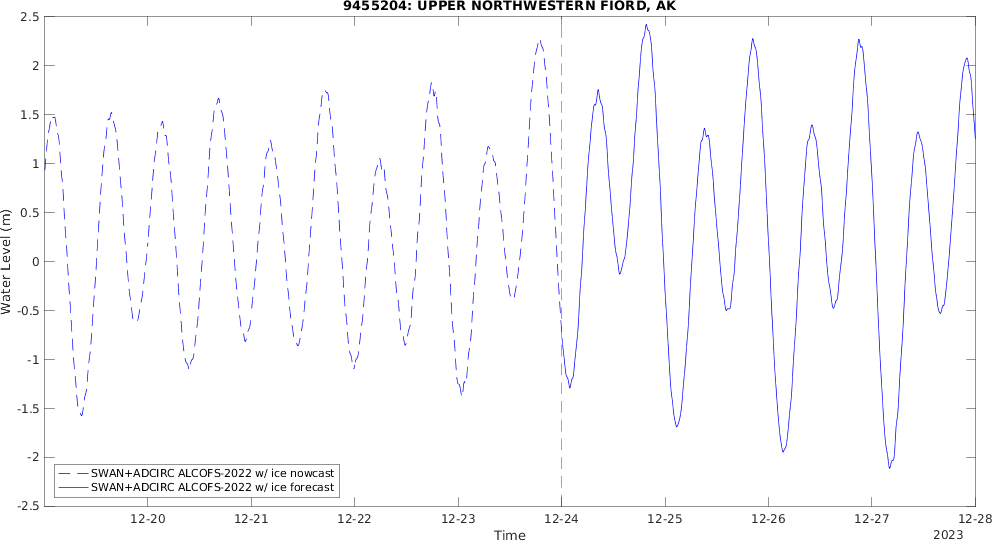 9455204: UPPER NORTHWESTERN FIORD, AK
Water Level (m)
2.5
2
1.5
1
0.5
0
-0.5
-1
-1.5
-2
-2.5
SWAN+ADCIRC ALCOFS-2022 w/ ice nowcast
SWAN+ADCIRC ALCOFS-2022 w/ ice forecast
12-20 12-21 12-22 12-23 12-24 12-25 12-26 12-27 12-28
Time
2023